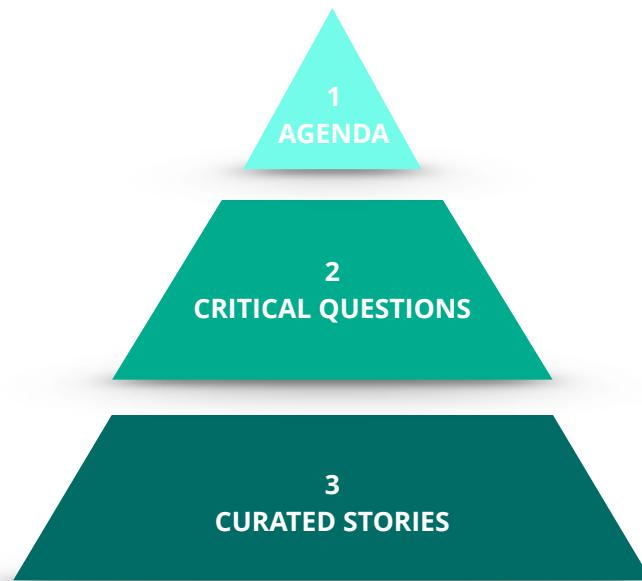 1
AGENDA
2
CRITICAL QUESTIONS
3
CURATED STORIES